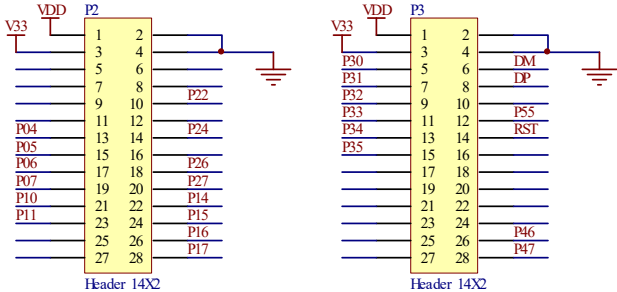 VDD P2
V33
1 2
3 4
5 6
7 8
9 10 P22
11 12
P04 13 14 P24
P05 15 16
P06 17 18 P26
P07 19 20 P27
P10 21 22 P14
P11 23 24 P15
25 26 P16
27 28 P17
Header 14X2
VDD P3
V33
1 2
3 4
P30 5 6 DM
P31 7 8 DP
P32 9 10
P33 11 12 P55
P34 13 14 RST
P35 15 16
17 18
19 20
21 22
23 24
25 26 P46
27 28 P47
Header 14X2